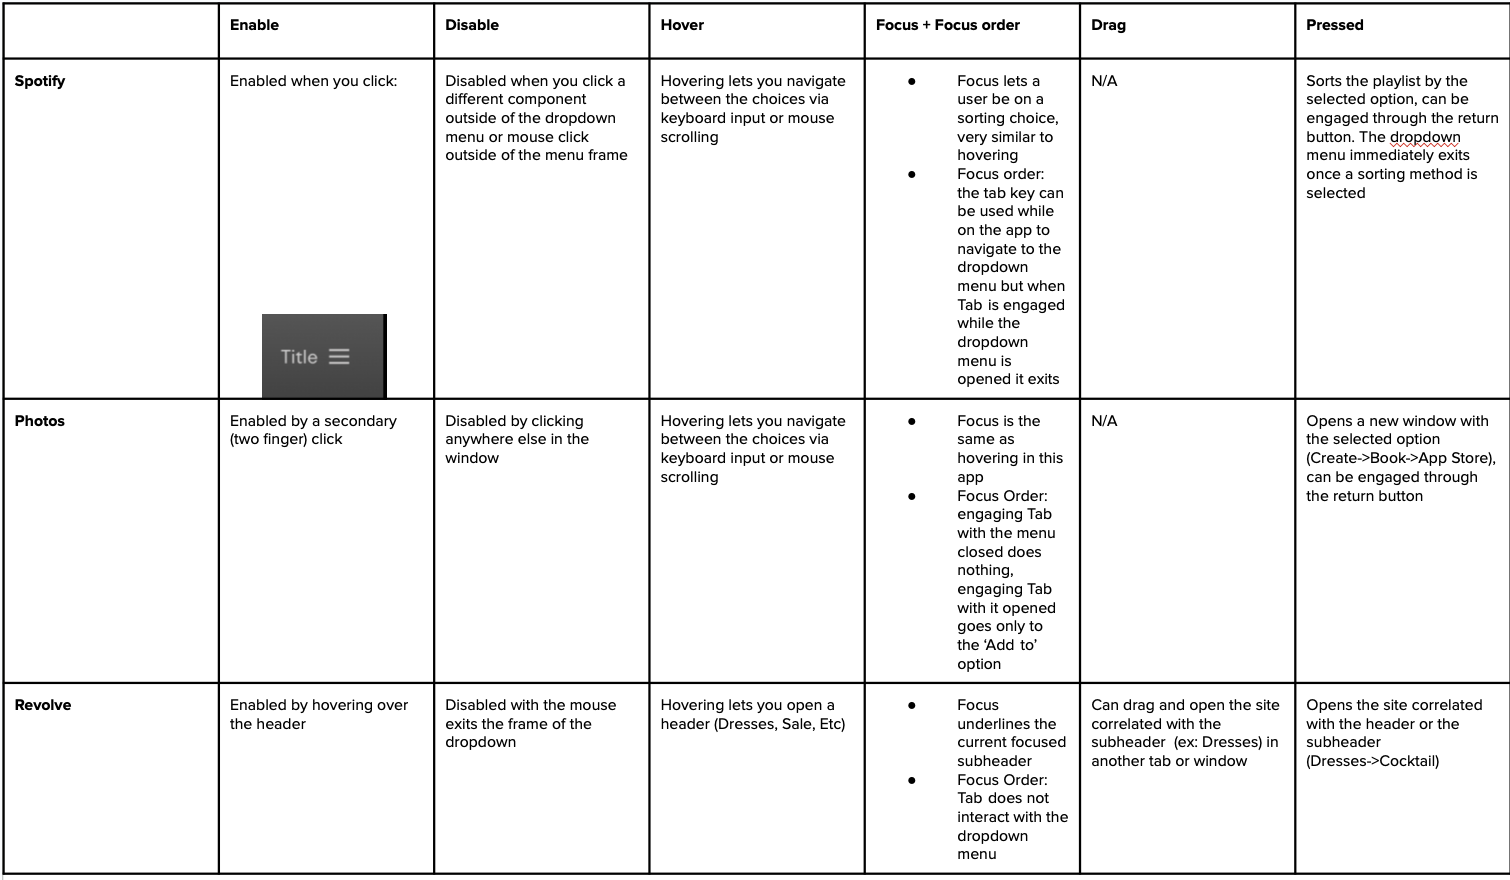 Enable
Disable
Hover
Focus + Focus order
Drag
Pressed
Spotify
Enabled when you click:
Title
Disabled when you click a
different component
outside of the dropdown
menu or mouse click
outside of the menu frame
Hovering lets you navigate
between the choices via
keyboard input or mouse
scrolling
● Focus lets a
user be on a
sorting choice,
very similar to
hovering
● Focus order:
the tab key can
be used while
on the app to
navigate to the
dropdown
menu but when
Tab is engaged
while the
dropdown
menu is
opened it exits
N/A
Sorts the playlist by the
selected option, can be
engaged through the return
button. The dropdown
menu immediately exits
once a sorting method is
selected
Photos
Enabled by a secondary
(two finger) click
Disabled by clicking
anywhere else in the
window
Hovering lets you navigate
between the choices via
keyboard input or mouse
scrolling
● Focus is the
same as
hovering in this
app
● Focus Order:
engaging Tab
with the menu
closed does
nothing,
engaging Tab
with it opened
goes only to
the ‘Add to’
option
N/A
Opens a new window with
the selected option
(Create->Book->App Store),
can be engaged through
the return button
Revolve
Enabled by hovering over
the header
Disabled with the mouse
exits the frame of the
dropdown
Hovering lets you open a
header (Dresses, Sale, Etc)
● Focus
underlines the
current focused
subheader
● Focus Order:
Tab does not
interact with the
dropdown
menu
Can drag and open the site
correlated with the
subheader (ex: Dresses) in
another tab or window
Opens the site correlated
with the header or the
subheader
(Dresses->Cocktail)